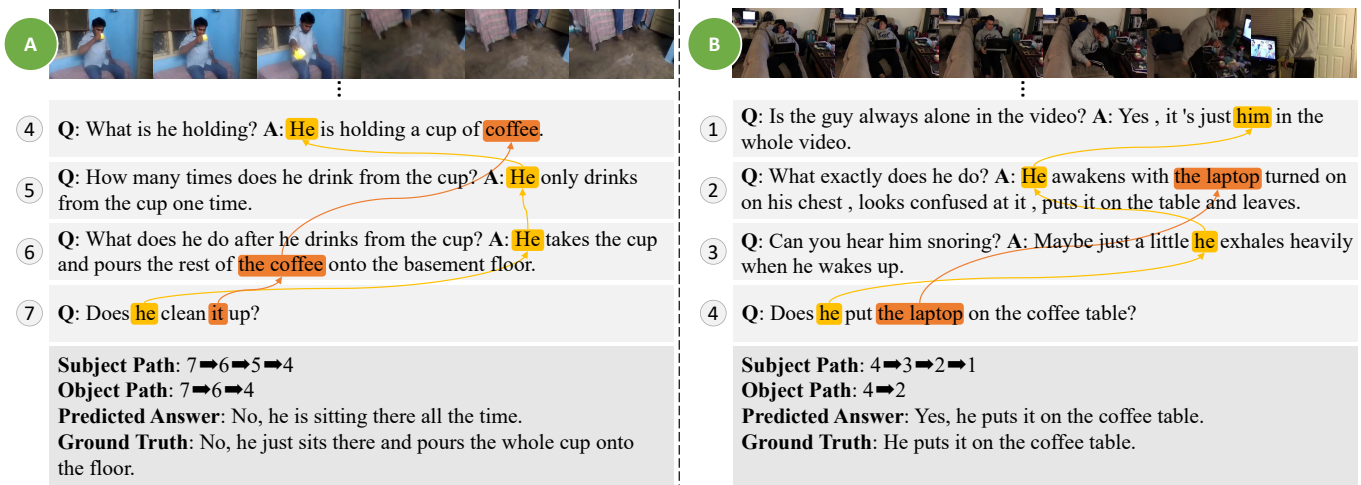 A
⋮
4
Q: What is he holding? A: He is holding a cup of coffee.
5
Q: How many times does he drink from the cup? A: He only drinks
from the cup one time.
6
Q: What does he do after he drinks from the cup? A: He takes the cup
and pours the rest of the coffee onto the basement floor.
7
Q: Does he clean it up?
Subject Path: 7➡6➡5➡4
Object Path: 7➡6➡4
Predicted Answer: No, he is sitting there all the time.
Ground Truth: No, he just sits there and pours the whole cup onto
the floor.
B
⋮
1
Q: Is the guy always alone in the video? A: Yes , it 's just him in the
whole video.
2
Q: What exactly does he do? A: He awakens with the laptop turned on
on his chest , looks confused at it , puts it on the table and leaves.
3
Q: Can you hear him snoring? A: Maybe just a little he exhales heavily
when he wakes up.
4
Q: Does he put the laptop on the coffee table?
Subject Path: 4➡3➡2➡1
Object Path: 4➡2
Predicted Answer: Yes, he puts it on the coffee table.
Ground Truth: He puts it on the coffee table.